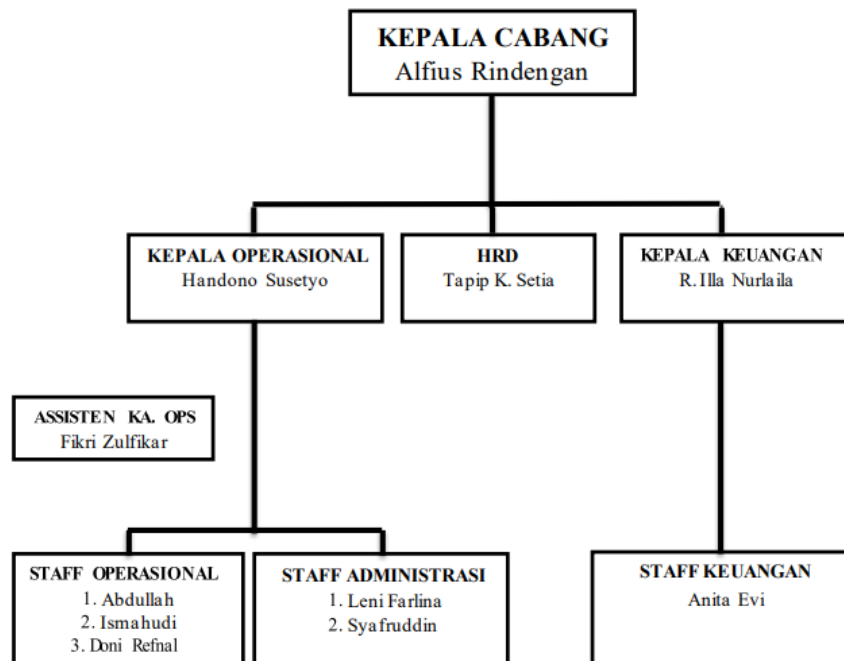 KEPALA CABANG
Alfius Rindengan
KEPALA OPERASIONAL
Handono Susetyo
HRD
Tapip K. Setia
KEPALA KEUANGAN
R. Illa Nurlaila
ASSISTEN KA. OPS
Fikri Zulfikar
STAFF OPERASIONAL
1. Abdullah
2. Ismahudi
3. Doni Refnal
STAFF ADMINISTRASI
1. Leni Farlina
2. Syafruddin
STAFF KEUANGAN
Anita Evi